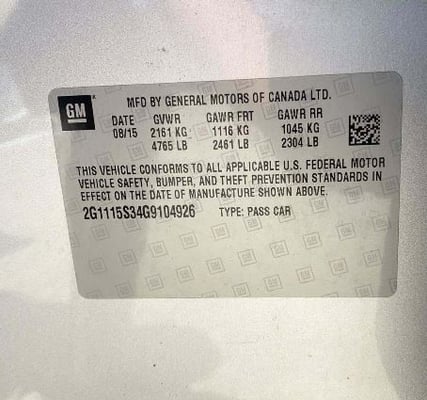 GM
MFD BY GENERAL MOTORS OF CANADA LTD.
DATE GVWR GAWR FRT GAWR RR
08/15 2161 KG 1116 KG 1045 KG
4765 LB 2461 LB 2304 LB
THIS VEHICLE CONFORMS TO ALL APPLICABLE U.S. FEDERAL MOTOR
VEHICLE SAFETY, BUMPER, AND THEFT PREVENTION STANDARDS IN
EFFECT ON THE DATE OF MANUFACTURE SHOWN ABOVE.
2G1115S34G9104926 TYPE: PASS CAR